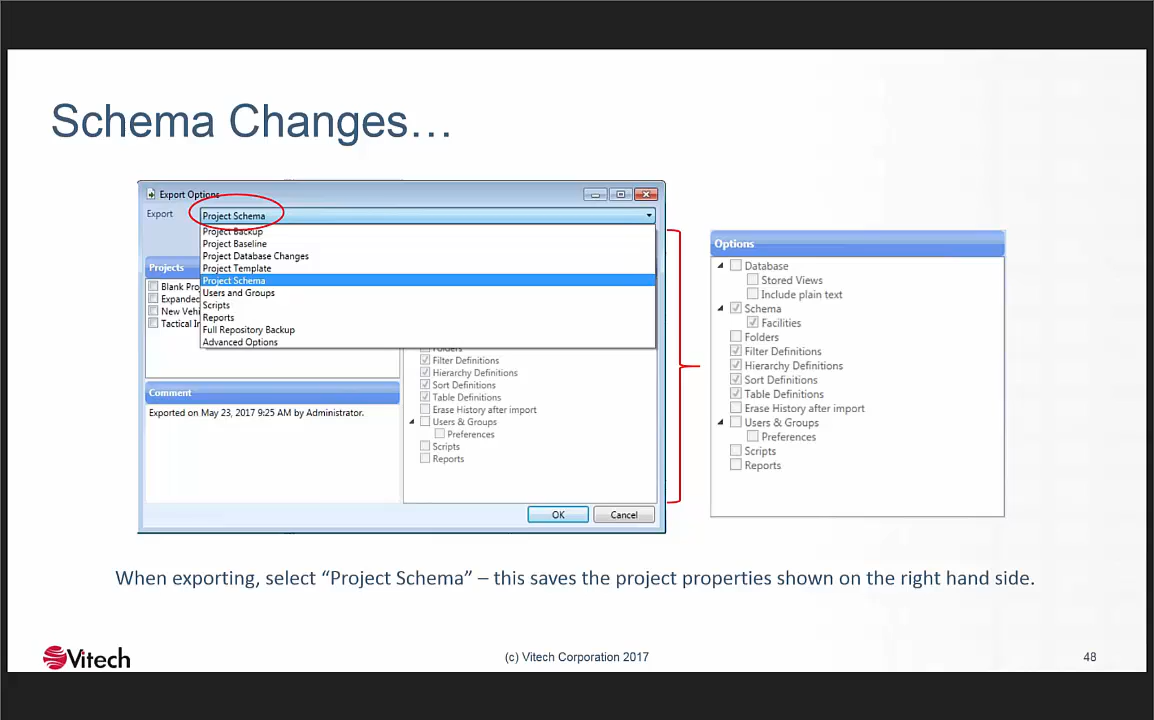 Schema Changes…
Export Options
Export
Project Schema
Project Backup
Project Baseline
Project Database Changes
Project Template
Project Schema
Users and Groups
Scripts
Reports
Full Repository Backup
Advanced Options
Projects
Blank Pro
Expanded
New Vehi
Tactical In
Folders
Filter Definitions
Hierarchy Definitions
Sort Definitions
Table Definitions
Erase History after import
Users & Groups
Preferences
Scripts
Reports
Comment
Exported on May 23, 2017 9:25 AM by Administrator.
OK
Cancel
Options
Database
Stored Views
Include plain text
Schema
Facilities
Folders
Filter Definitions
Hierarchy Definitions
Sort Definitions
Table Definitions
Erase History after import
Users & Groups
Preferences
Scripts
Reports
When exporting, select “Project Schema” – this saves the project properties shown on the right hand side.
Vitech
(c) Vitech Corporation 2017
48